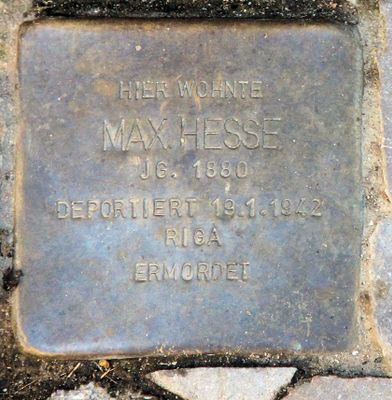 HIER WOHNTE
MAX HESSE
JG. 1880
DEPORTIERT 19.1.1942
RIGA
ERMORDET